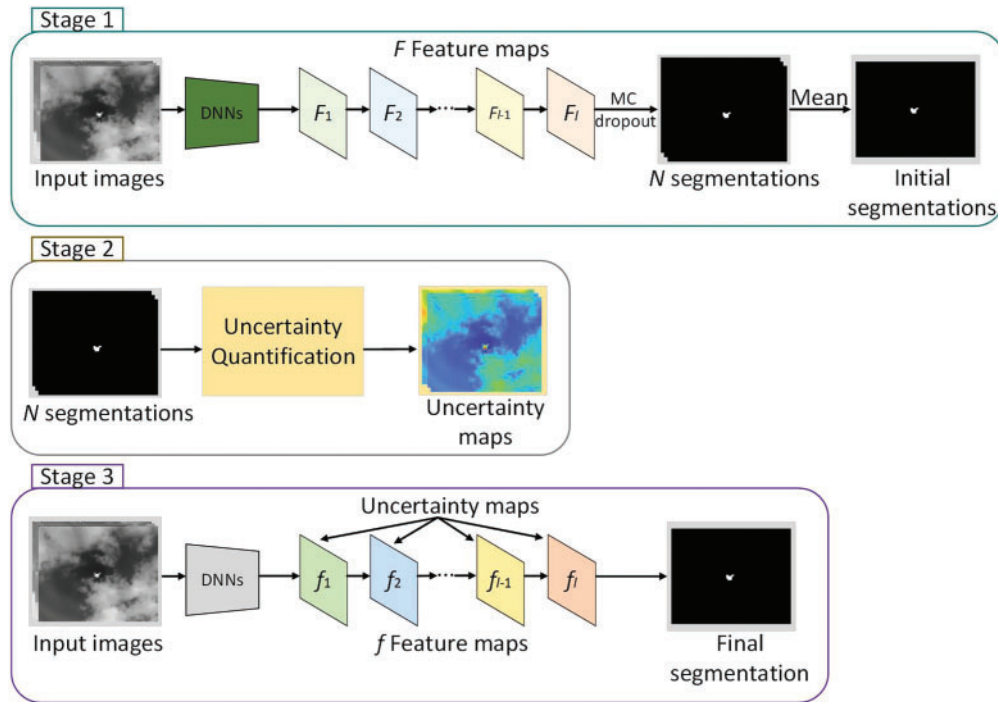 Stage 1
F Feature maps
DNNs
F1
F2
...
Fl-1
Fl
MC
dropout
Mean
Input images
N segmentations
Initial
segmentations
Stage 2
Uncertainty
Quantification
N segmentations
Uncertainty
maps
Stage 3
Uncertainty maps
DNNs
f1
f2
...
fl-1
fl
Input images
f Feature maps
Final
segmentation